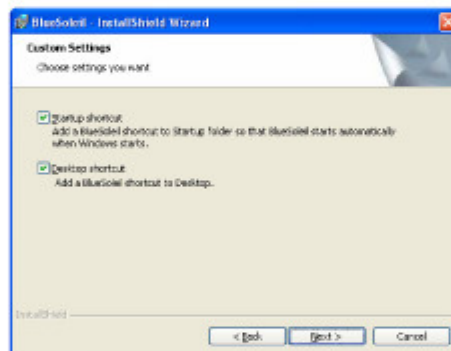 BlueSoleil - InstallShield Wizard
Custom Settings
Choose settings you want
Startup shortcut
Add a BlueSoleil shortcut to Startup folder so that BlueSoleil starts automatically
when Windows starts.
Desktop shortcut
Add a BlueSoleil shortcut to Desktop.
InstallShield
< Back Next > Cancel